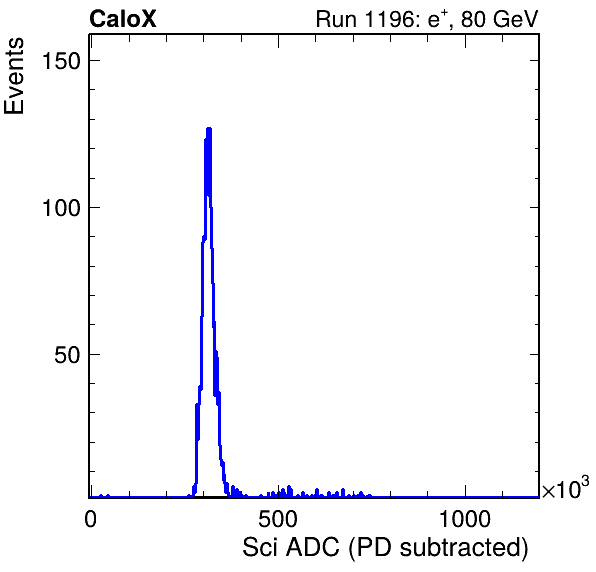 CaloX Run 1196: e⁺, 80 GeV
Events
150
100
50
0 500 1000 ×10³
Sci ADC (PD subtracted)